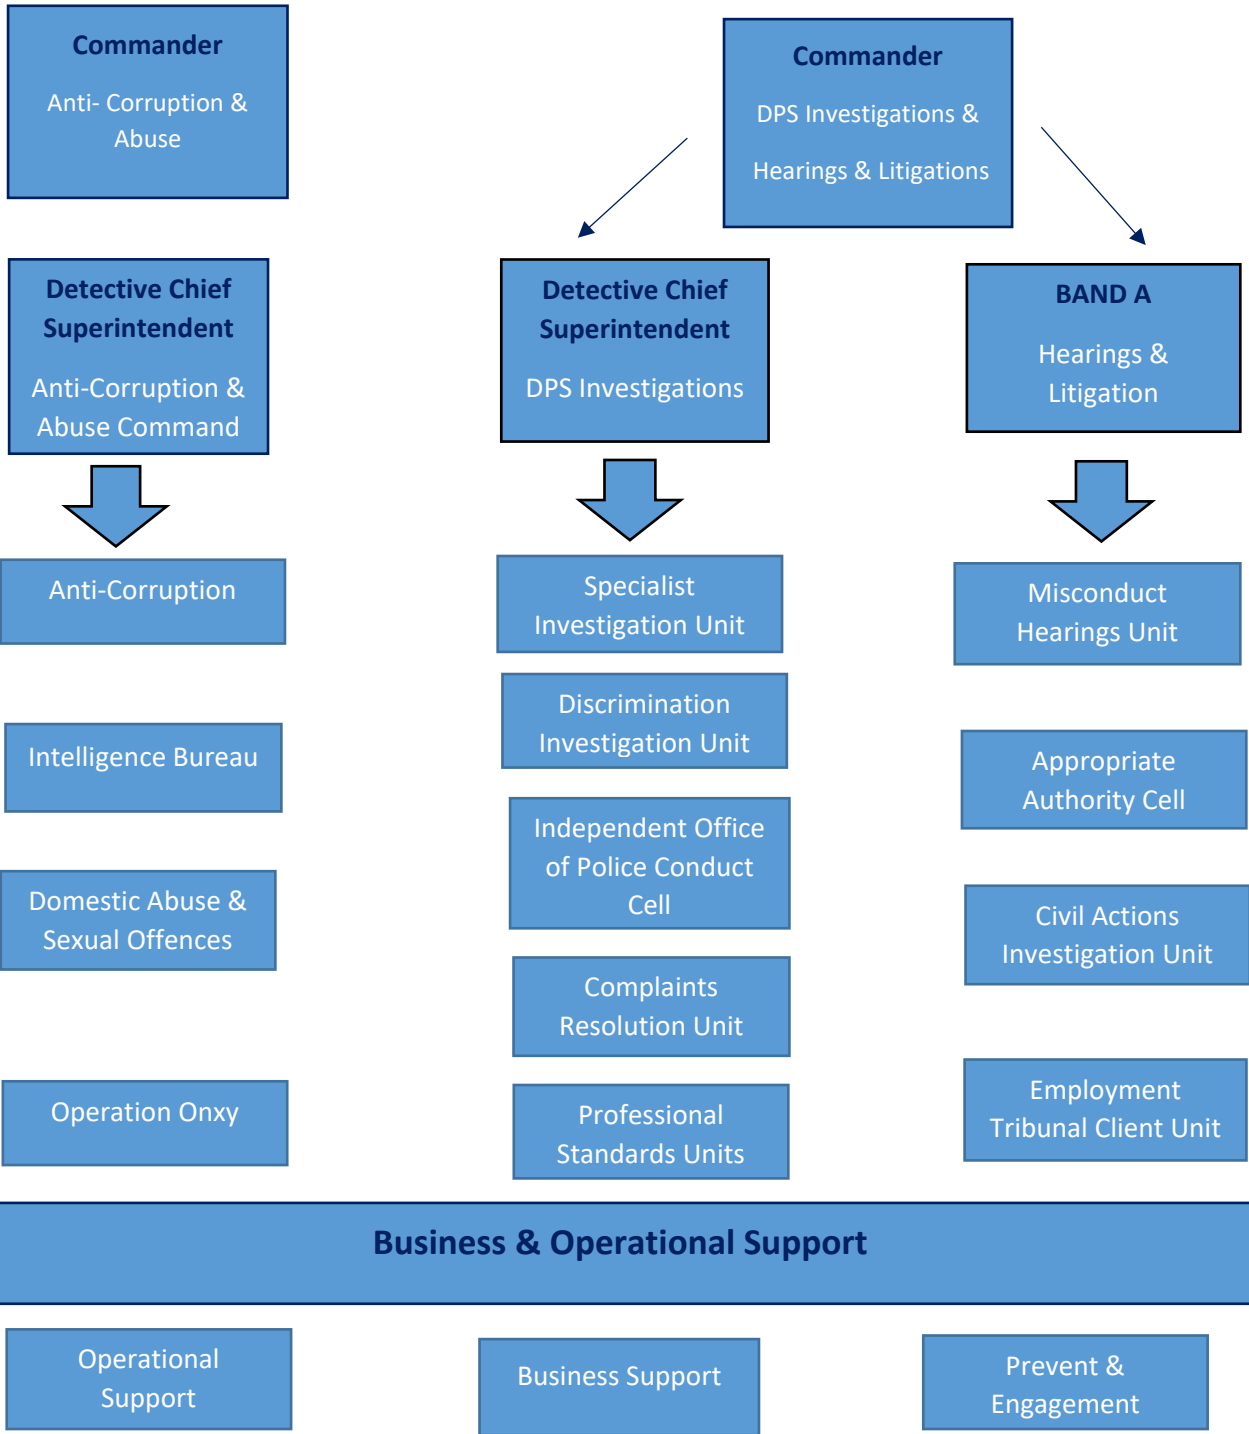 Commander
Anti- Corruption &
Abuse
Commander
DPS Investigations &
Hearings & Litigations
Detective Chief
Superintendent
Anti-Corruption &
Abuse Command
Detective Chief
Superintendent
DPS Investigations
BAND A
Hearings &
Litigation
Anti-Corruption
Intelligence Bureau
Domestic Abuse &
Sexual Offences
Operation Onxy
Specialist
Investigation Unit
Discrimination
Investigation Unit
Independent Office
of Police Conduct
Cell
Complaints
Resolution Unit
Professional
Standards Units
Misconduct
Hearings Unit
Appropriate
Authority Cell
Civil Actions
Investigation Unit
Employment
Tribunal Client Unit
Business & Operational Support
Operational
Support
Business Support
Prevent &
Engagement